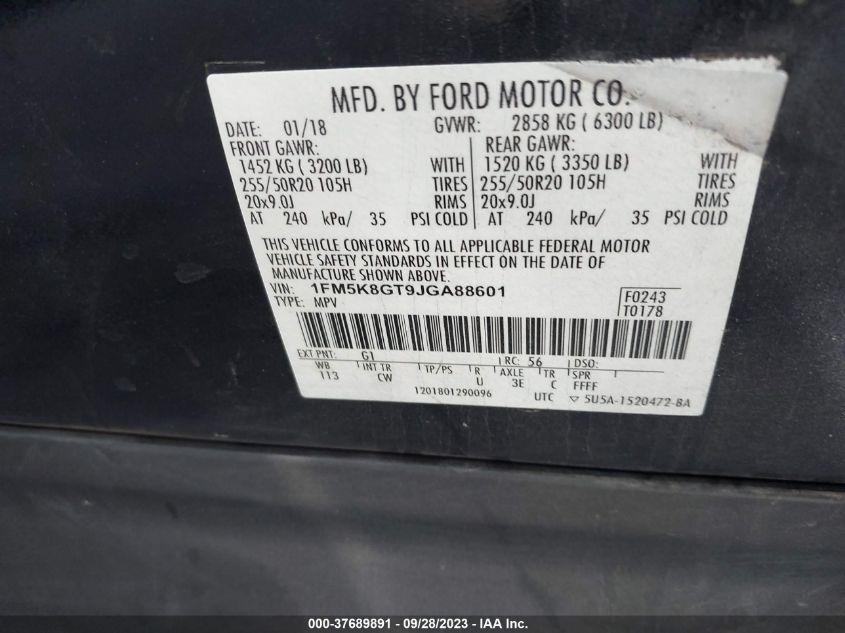 MFD. BY FORD MOTOR CO.
DATE: 01/18 GVWR: 2858 KG ( 6300 LB)
FRONT GAWR: REAR GAWR:
1452 KG ( 3200 LB) WITH 1520 KG ( 3350 LB) WITH
255/50R20 105H TIRES 255/50R20 105H TIRES
20x9.0J RIMS 20x9.0J RIMS
AT 240 kPa/ 35 PSI COLD AT 240 kPa/ 35 PSI COLD
THIS VEHICLE CONFORMS TO ALL APPLICABLE FEDERAL MOTOR
VEHICLE SAFETY STANDARDS IN EFFECT ON THE DATE OF
MANUFACTURE SHOWN ABOVE.
VIN: 1FM5K8GT9JGA88601 F0243
TYPE: MPV T0178
EXT PNT: G1 RC: 56 DSO:
WB INT TR TP/PS R AXLE TR SPR
113 CW U 3E C FFFF
1201801290096 UTC ▽ 5U5A-1520472-BA
000-37689891 - 09/28/2023 - IAA Inc.